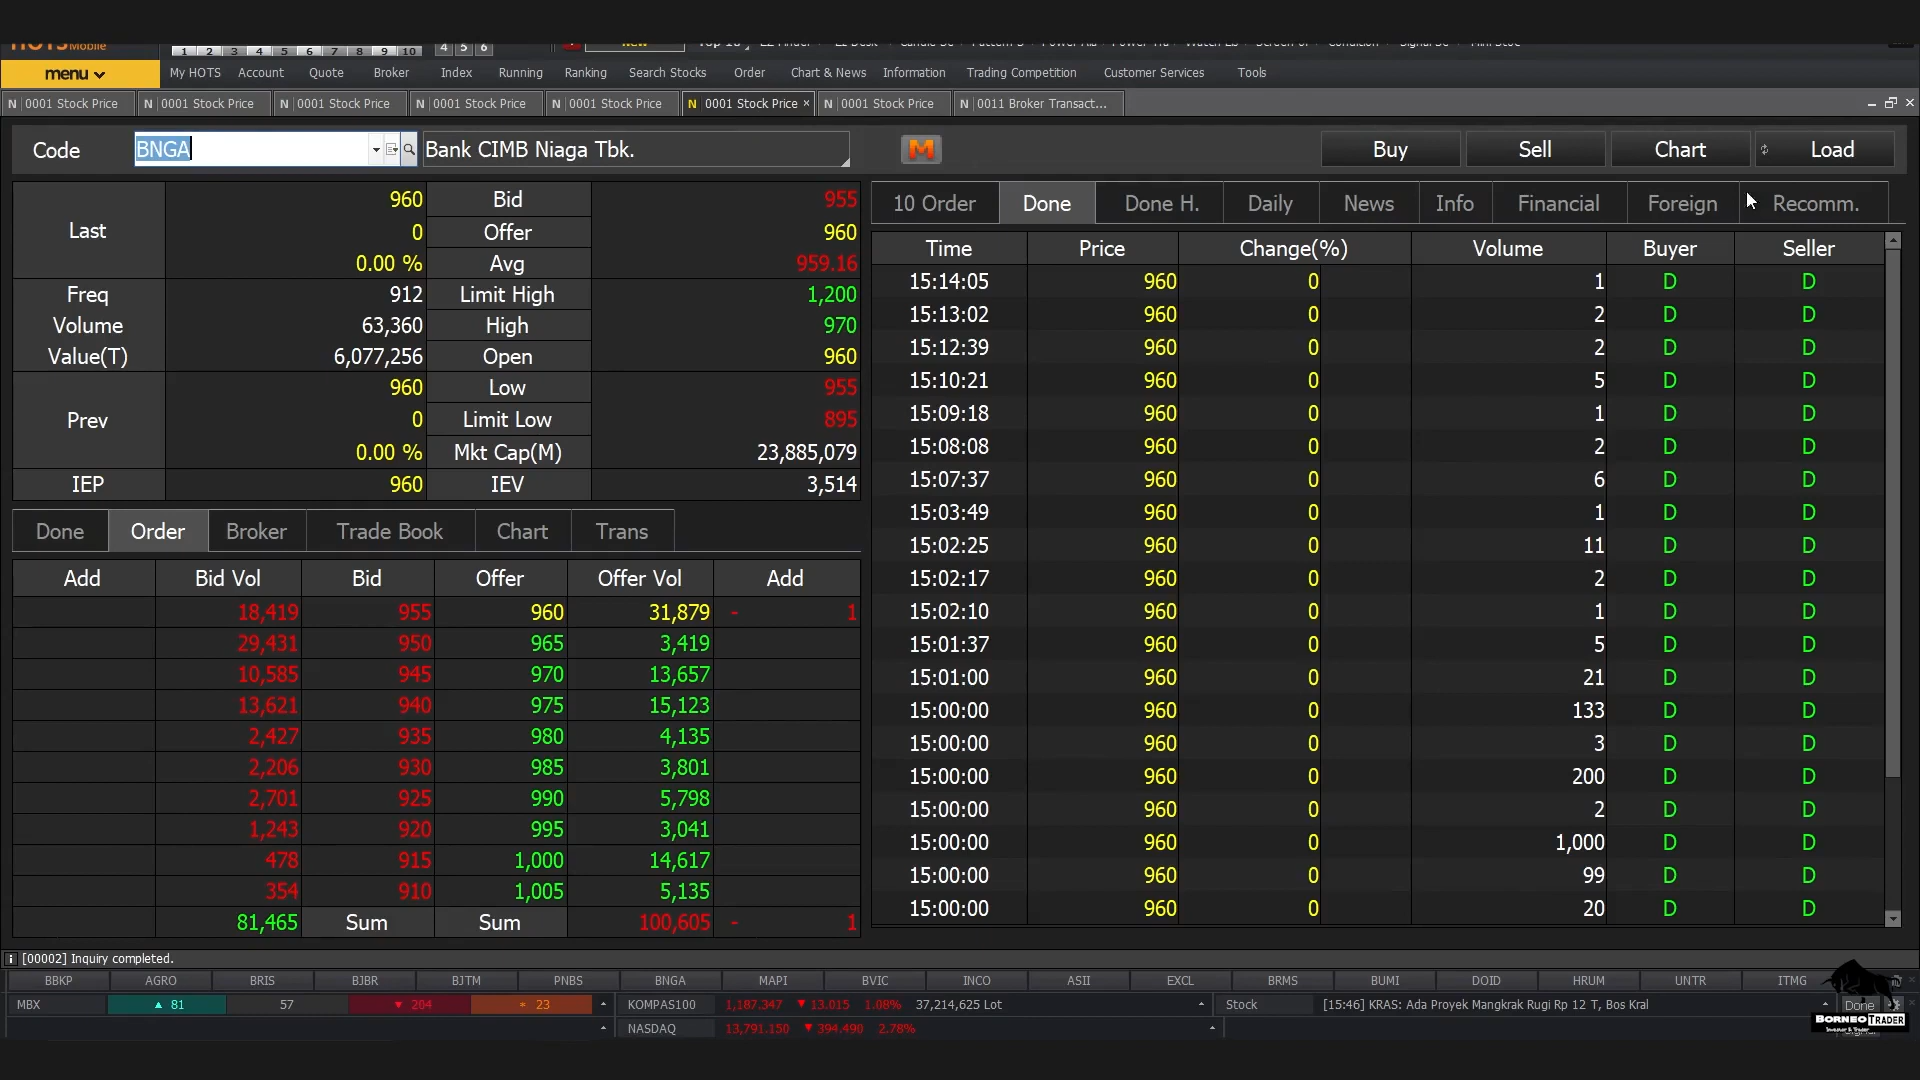 HOTS Mobile
1 2 3 4 5 6 7 8 9 10 4 5 6
menu My HOTS Account Quote Broker Index Running Ranking Search Stocks Order Chart & News Information Trading Competition Customer Services Tools
N 0001 Stock Price N 0001 Stock Price N 0001 Stock Price N 0001 Stock Price N 0001 Stock Price N 0001 Stock Price × N 0001 Stock Price N 0011 Broker Transact...
Code BNGA Bank CIMB Niaga Tbk. M Buy Sell Chart Load
Last 960 Bid 955
0 Offer 960
0.00 % Avg 959.16
Freq 912 Limit High 1,200
Volume 63,360 High 970
Value(T) 6,077,256 Open 960
Prev 960 Low 955
0 Limit Low 895
0.00 % Mkt Cap(M) 23,885,079
IEP 960 IEV 3,514
Done Order Broker Trade Book Chart Trans
Add Bid Vol Bid Offer Offer Vol Add
18,419 955 960 31,879 - 1
29,431 950 965 3,419
10,585 945 970 13,657
13,621 940 975 15,123
2,427 935 980 4,135
2,206 930 985 3,801
2,701 925 990 5,798
1,243 920 995 3,041
478 915 1,000 14,617
354 910 1,005 5,135
81,465 Sum Sum 100,605 - 1
10 Order Done Done H. Daily News Info Financial Foreign Recomm.
Time Price Change(%) Volume Buyer Seller
15:14:05 960 0 1 D D
15:13:02 960 0 2 D D
15:12:39 960 0 2 D D
15:10:21 960 0 5 D D
15:09:18 960 0 1 D D
15:08:08 960 0 2 D D
15:07:37 960 0 6 D D
15:03:49 960 0 1 D D
15:02:25 960 0 11 D D
15:02:17 960 0 2 D D
15:02:10 960 0 1 D D
15:01:37 960 0 5 D D
15:01:00 960 0 21 D D
15:00:00 960 0 133 D D
15:00:00 960 0 3 D D
15:00:00 960 0 200 D D
15:00:00 960 0 2 D D
15:00:00 960 0 1,000 D D
15:00:00 960 0 99 D D
15:00:00 960 0 20 D D
[00002] Inquiry completed.
BBKP AGRO BRIS BJBR BJTM PNBS BNGA MAPI BVIC INCO ASII EXCL BRMS BUMI DOID HRUM UNTR ITMG
MBX ▲ 81 57 ▼ 204 * 23 KOMPAS100 1,187.347 ▼ 13.015 1.08% 37,214,625 Lot Stock [15:46] KRAS: Ada Proyek Mangkrak Rugi Rp 12 T, Bos Kral Done
NASDAQ 13,791.150 ▼ 394.490 2.78%
BORNEO TRADER
Investor & Trader